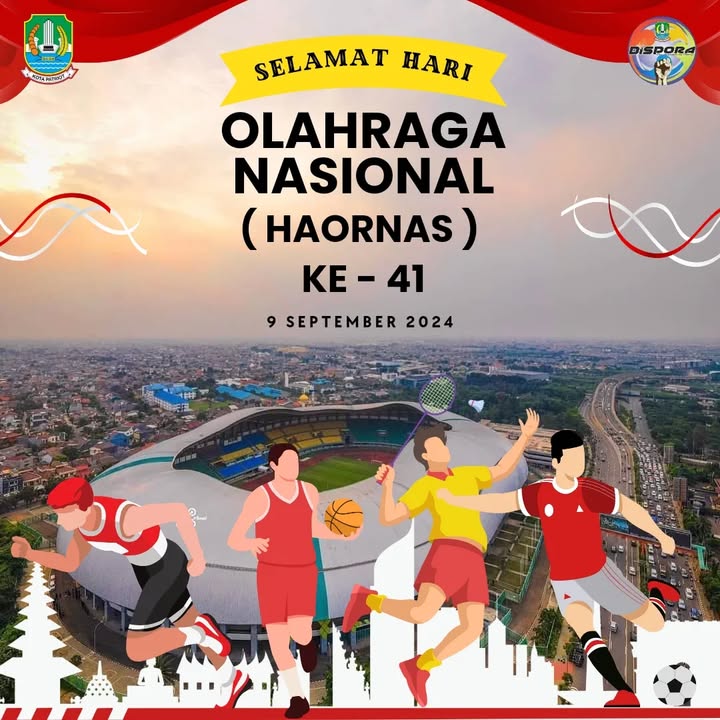 SELAMAT HARI
OLAHRAGA
NASIONAL
( HAORNAS )
KE - 41
9 SEPTEMBER 2024
KOTA PATRIOT
DISPORA